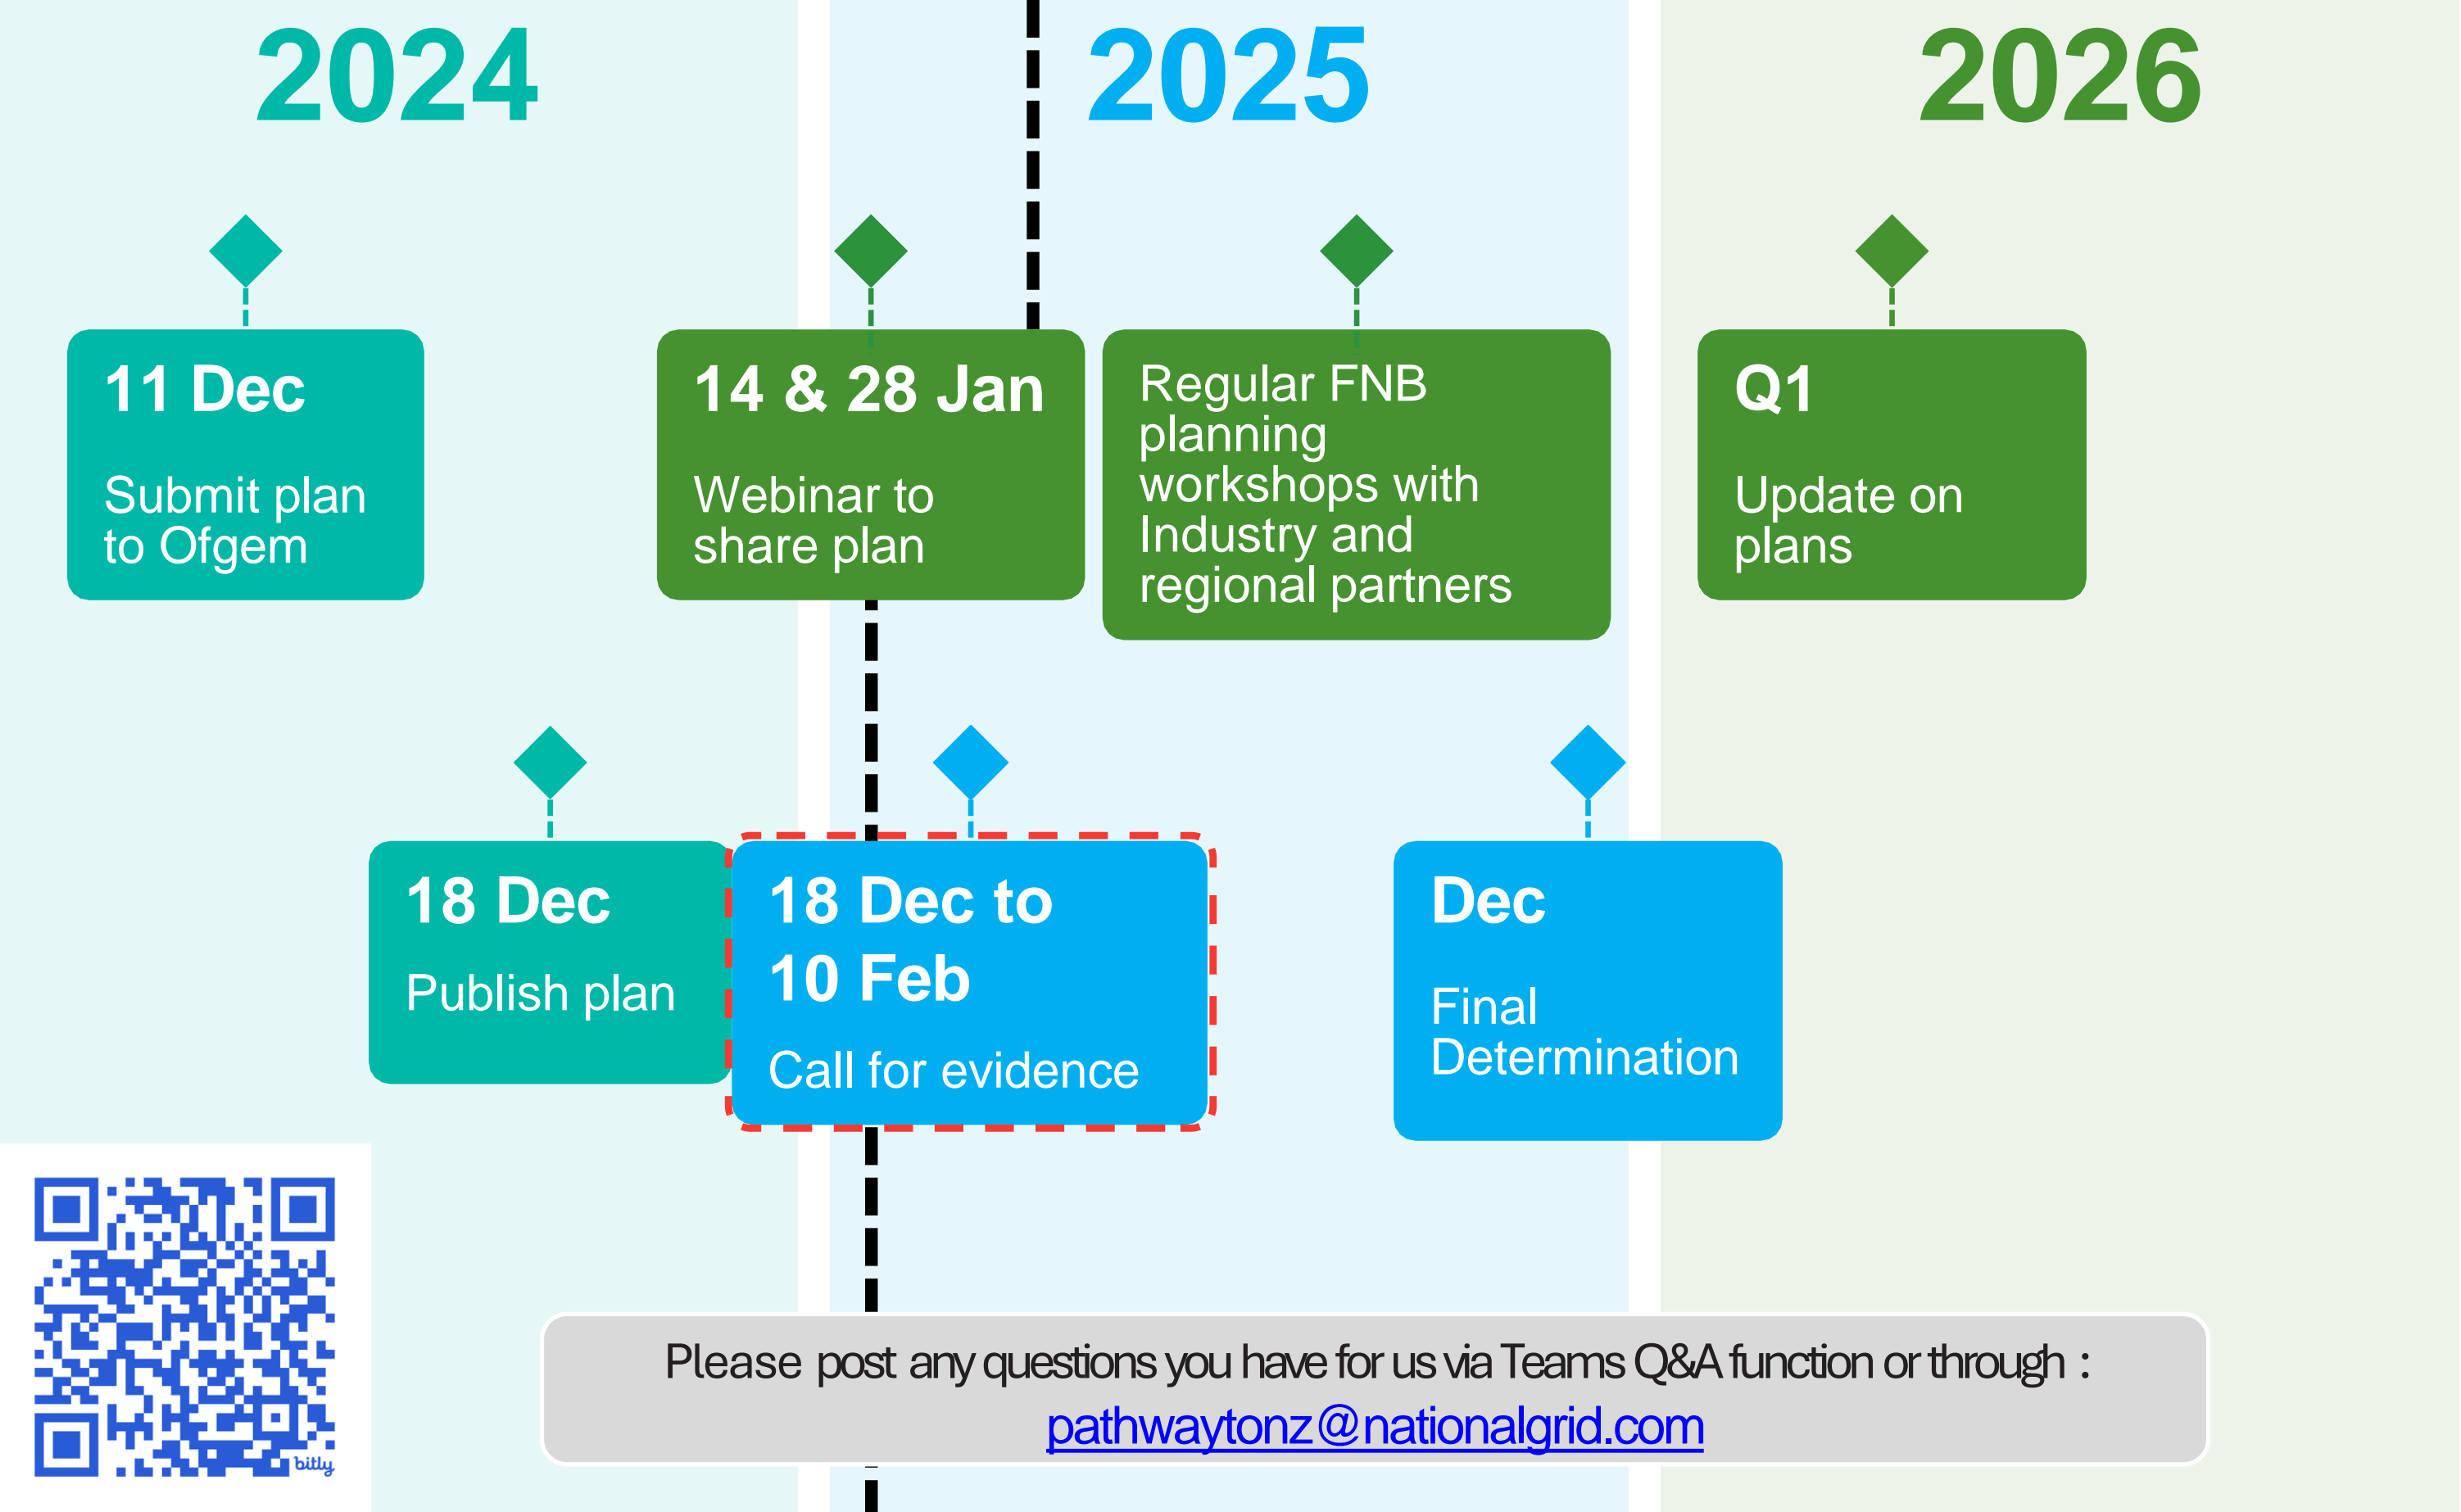 2024
2025
2026
11 Dec
Submit plan
to Ofgem
14 & 28 Jan
Webinar to
share plan
Regular FNB
planning
workshops with
Industry and
regional partners
Q1
Update on
plans
18 Dec
Publish plan
18 Dec to
10 Feb
Call for evidence
Dec
Final
Determination
bitly
Please post any questions you have for us via Teams Q&A function or through :
pathwaytonz@nationalgrid.com